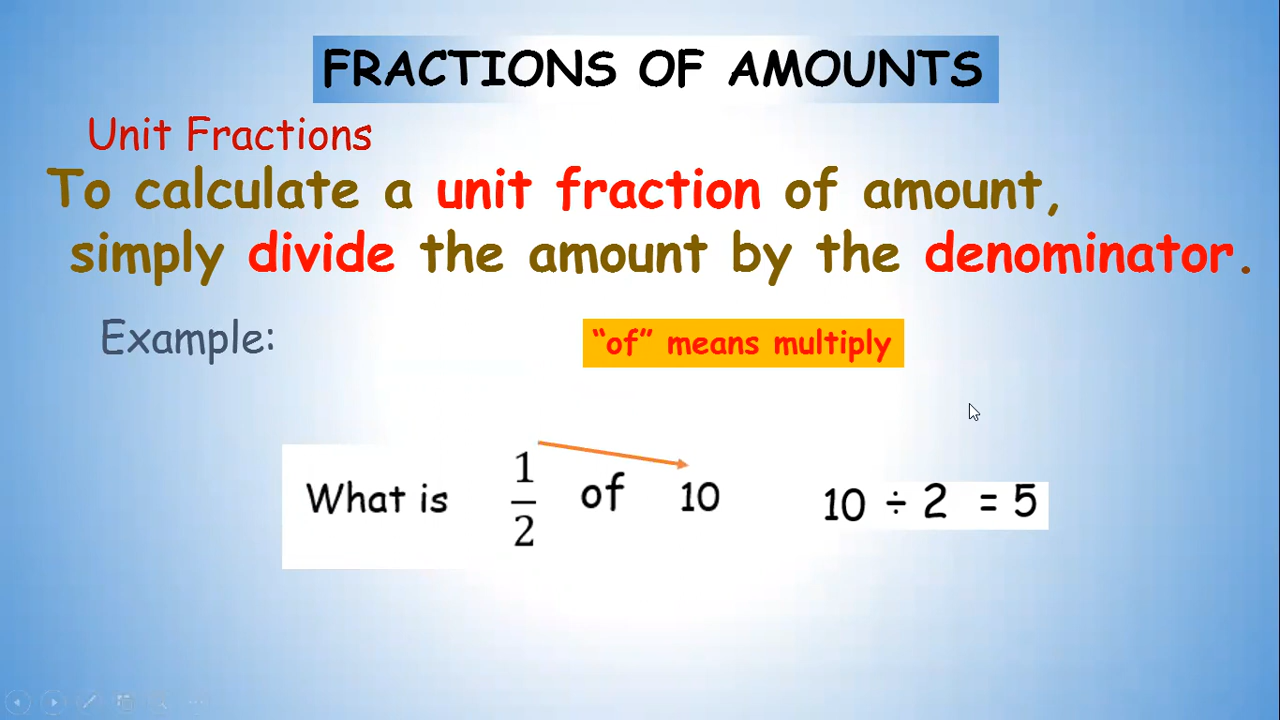 FRACTIONS OF AMOUNTS
Unit Fractions
To calculate a unit fraction of amount,
simply divide the amount by the denominator.
Example:
“of” means multiply
What is 1/2 of 10
10 ÷ 2 = 5